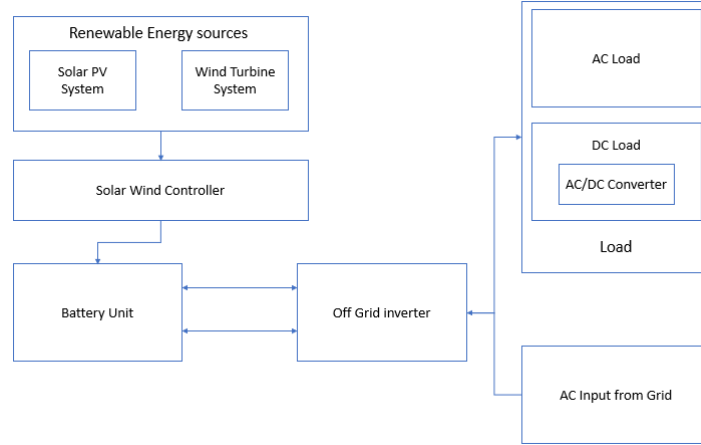 Renewable Energy sources
Solar PV
System
Wind Turbine
System
Solar Wind Controller
Battery Unit
Off Grid inverter
AC Load
DC Load
AC/DC Converter
Load
AC Input from Grid